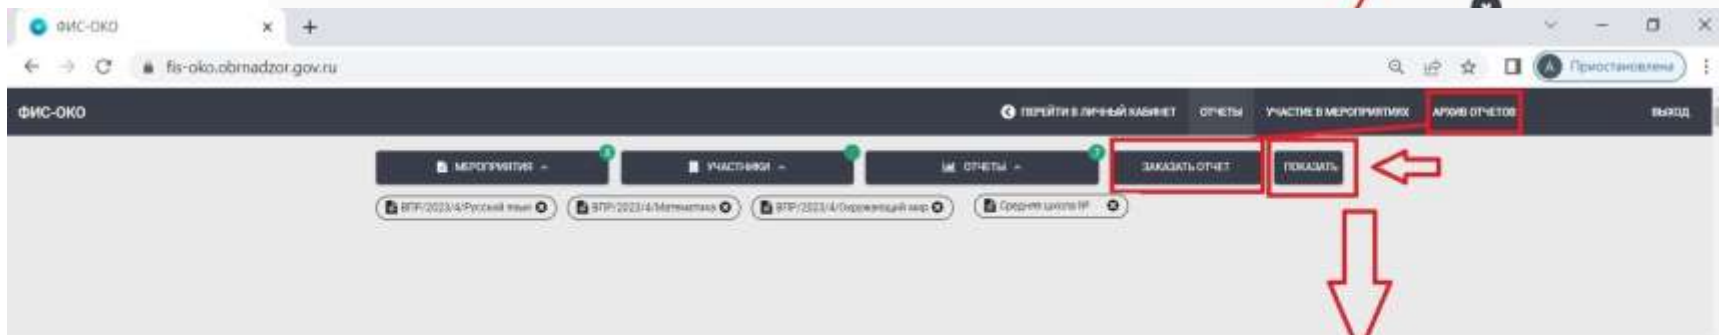 ФИС-ОКО
fis-oko.obrnadzor.gov.ru
Приостановлена
ФИС-ОКО
ПЕРЕЙТИ В ЛИЧНЫЙ КАБИНЕТ ОТЧЕТЫ УЧАСТИЕ В МЕРОПРИЯТИЯХ АРХИВ ОТЧЕТОВ ВЫХОД
МЕРОПРИЯТИЯ УЧАСТНИКИ ОТЧЕТЫ ЗАКАЗАТЬ ОТЧЕТ ПОКАЗАТЬ
ВПР/2023/4/Русский язык ВПР/2023/4/Математика ВПР/2023/4/Окружающий мир Средняя школа №